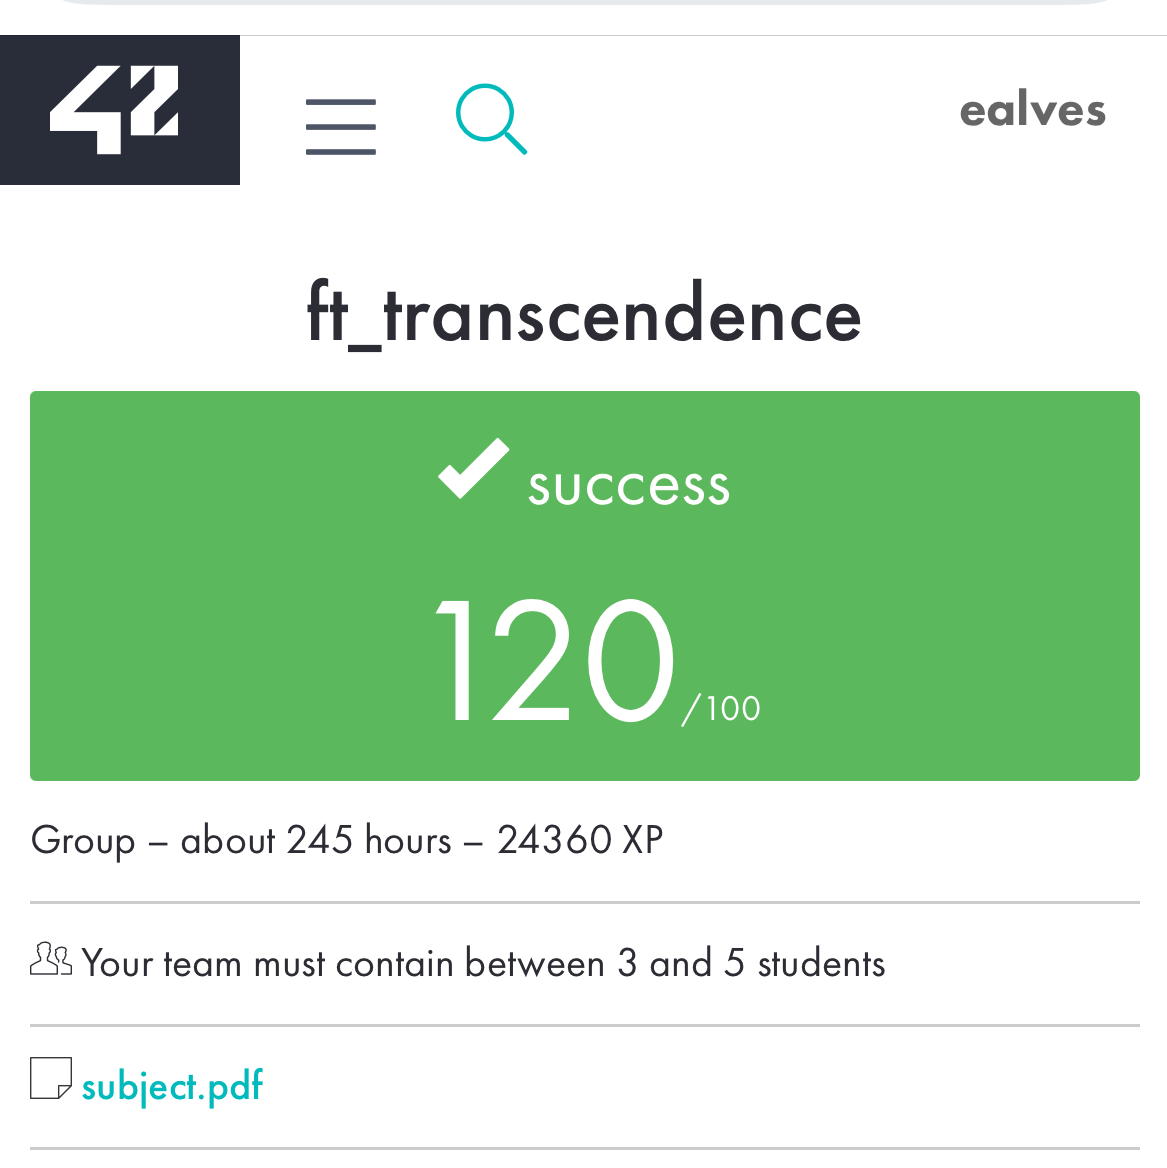 42
ealves
ft_transcendence
success
120/100
Group – about 245 hours – 24360 XP
Your team must contain between 3 and 5 students
subject.pdf